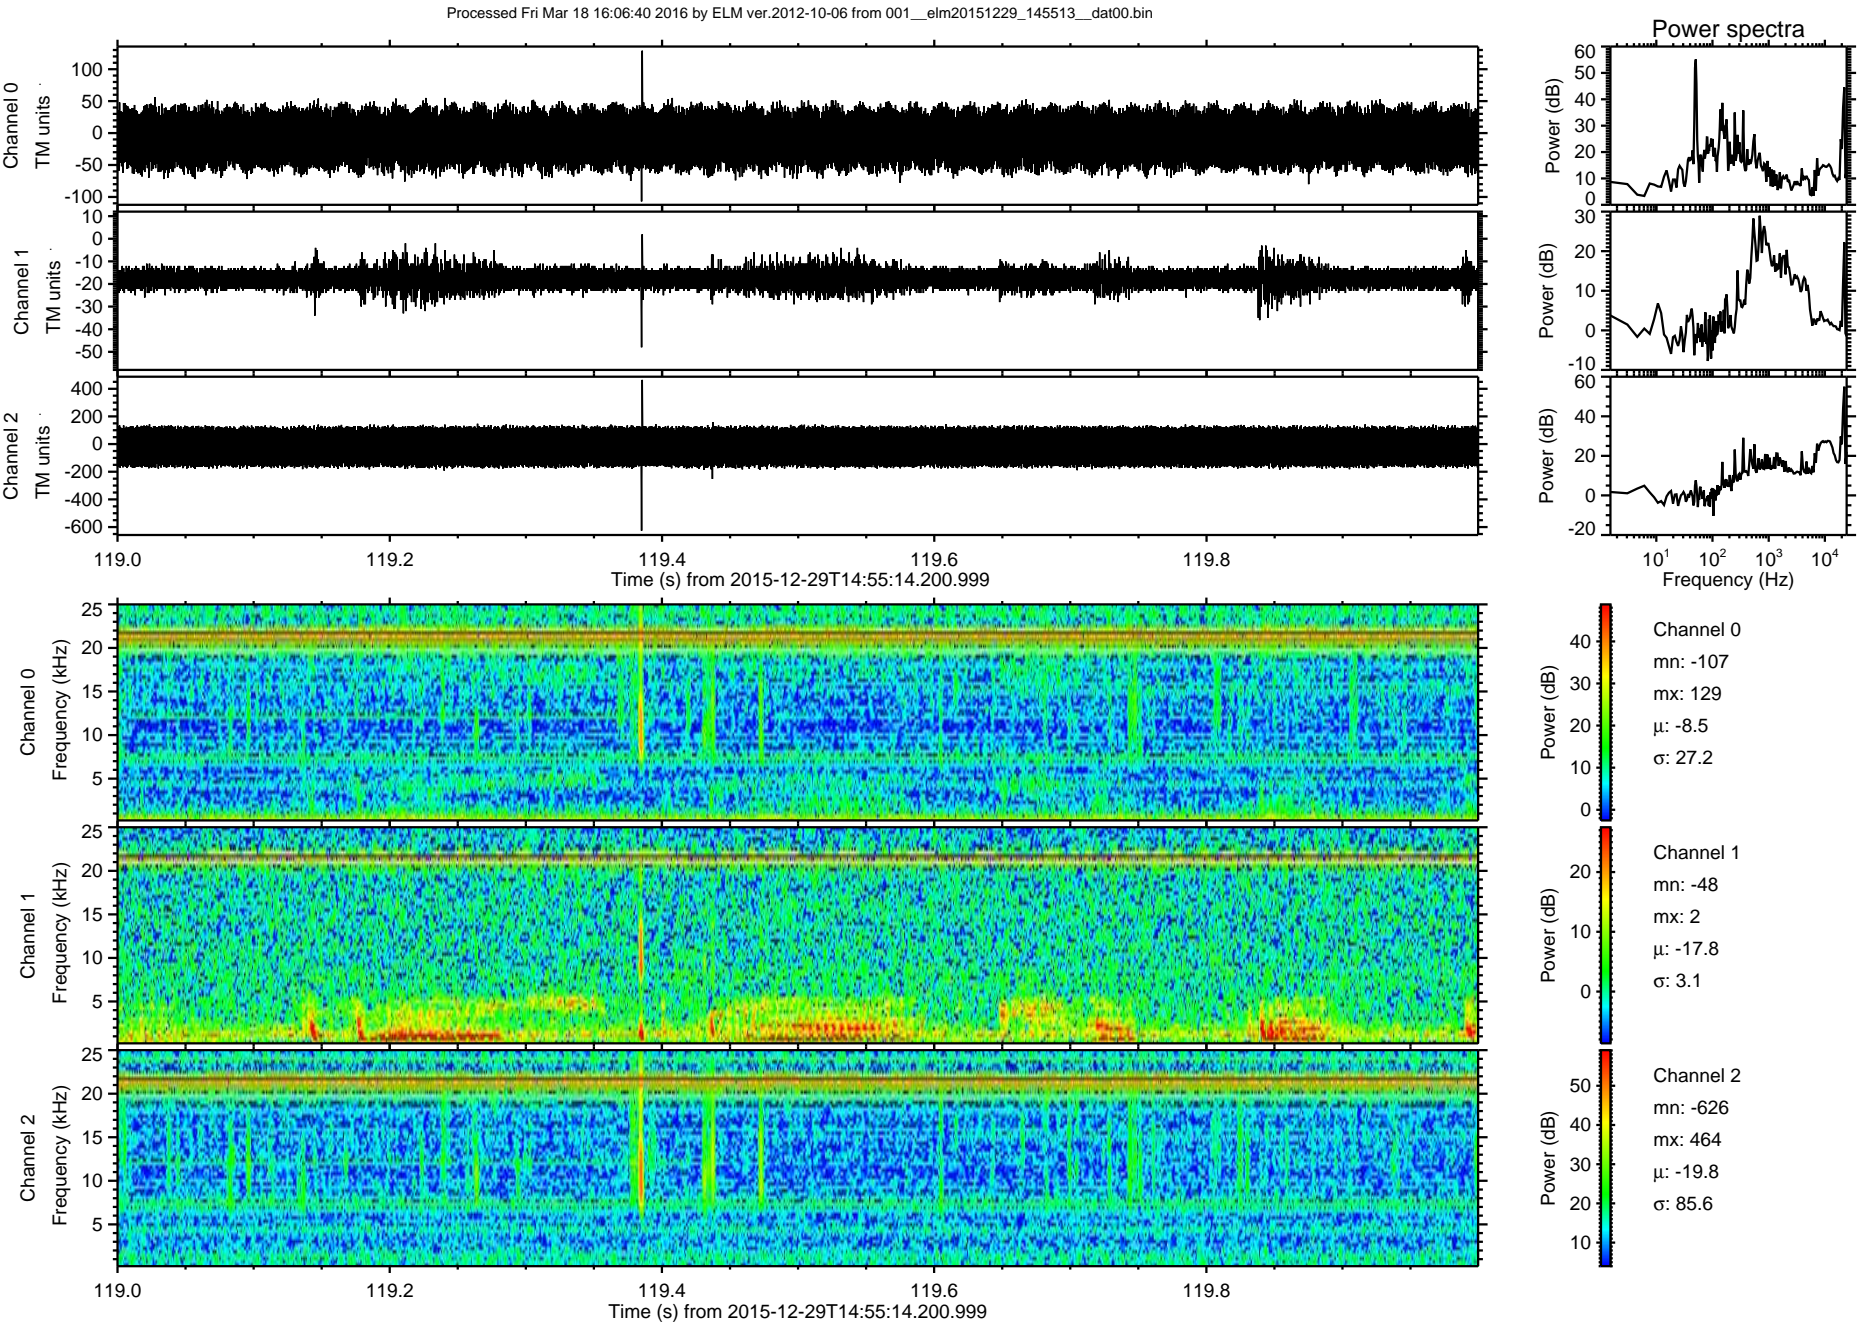 Processed Fri Mar 18 16:06:40 2016 by ELM ver.2012-10-06 from 001__elm20151229_145513__dat00.bin
Power spectra
Channel 0
TM units
100
50
0
-50
-100
Power (dB)
60
50
40
30
20
10
0
Channel 1
TM units
10
0
-10
-20
-30
-40
-50
Power (dB)
30
20
10
0
-10
Channel 2
TM units
400
200
0
-200
-400
-600
Power (dB)
60
40
20
0
-20
119.0 119.2 119.4 119.6 119.8
Time (s) from 2015-12-29T14:55:14.200.999
10¹ 10² 10³ 10⁴
Frequency (Hz)
Channel 0
Frequency (kHz)
25
20
15
10
5
Power (dB)
40
30
20
10
0
Channel 0
mn: -107
mx: 129
μ: -8.5
σ: 27.2
Channel 1
Frequency (kHz)
25
20
15
10
5
Power (dB)
20
10
0
Channel 1
mn: -48
mx: 2
μ: -17.8
σ: 3.1
Channel 2
Frequency (kHz)
25
20
15
10
5
Power (dB)
50
40
30
20
10
Channel 2
mn: -626
mx: 464
μ: -19.8
σ: 85.6
119.0 119.2 119.4 119.6 119.8
Time (s) from 2015-12-29T14:55:14.200.999